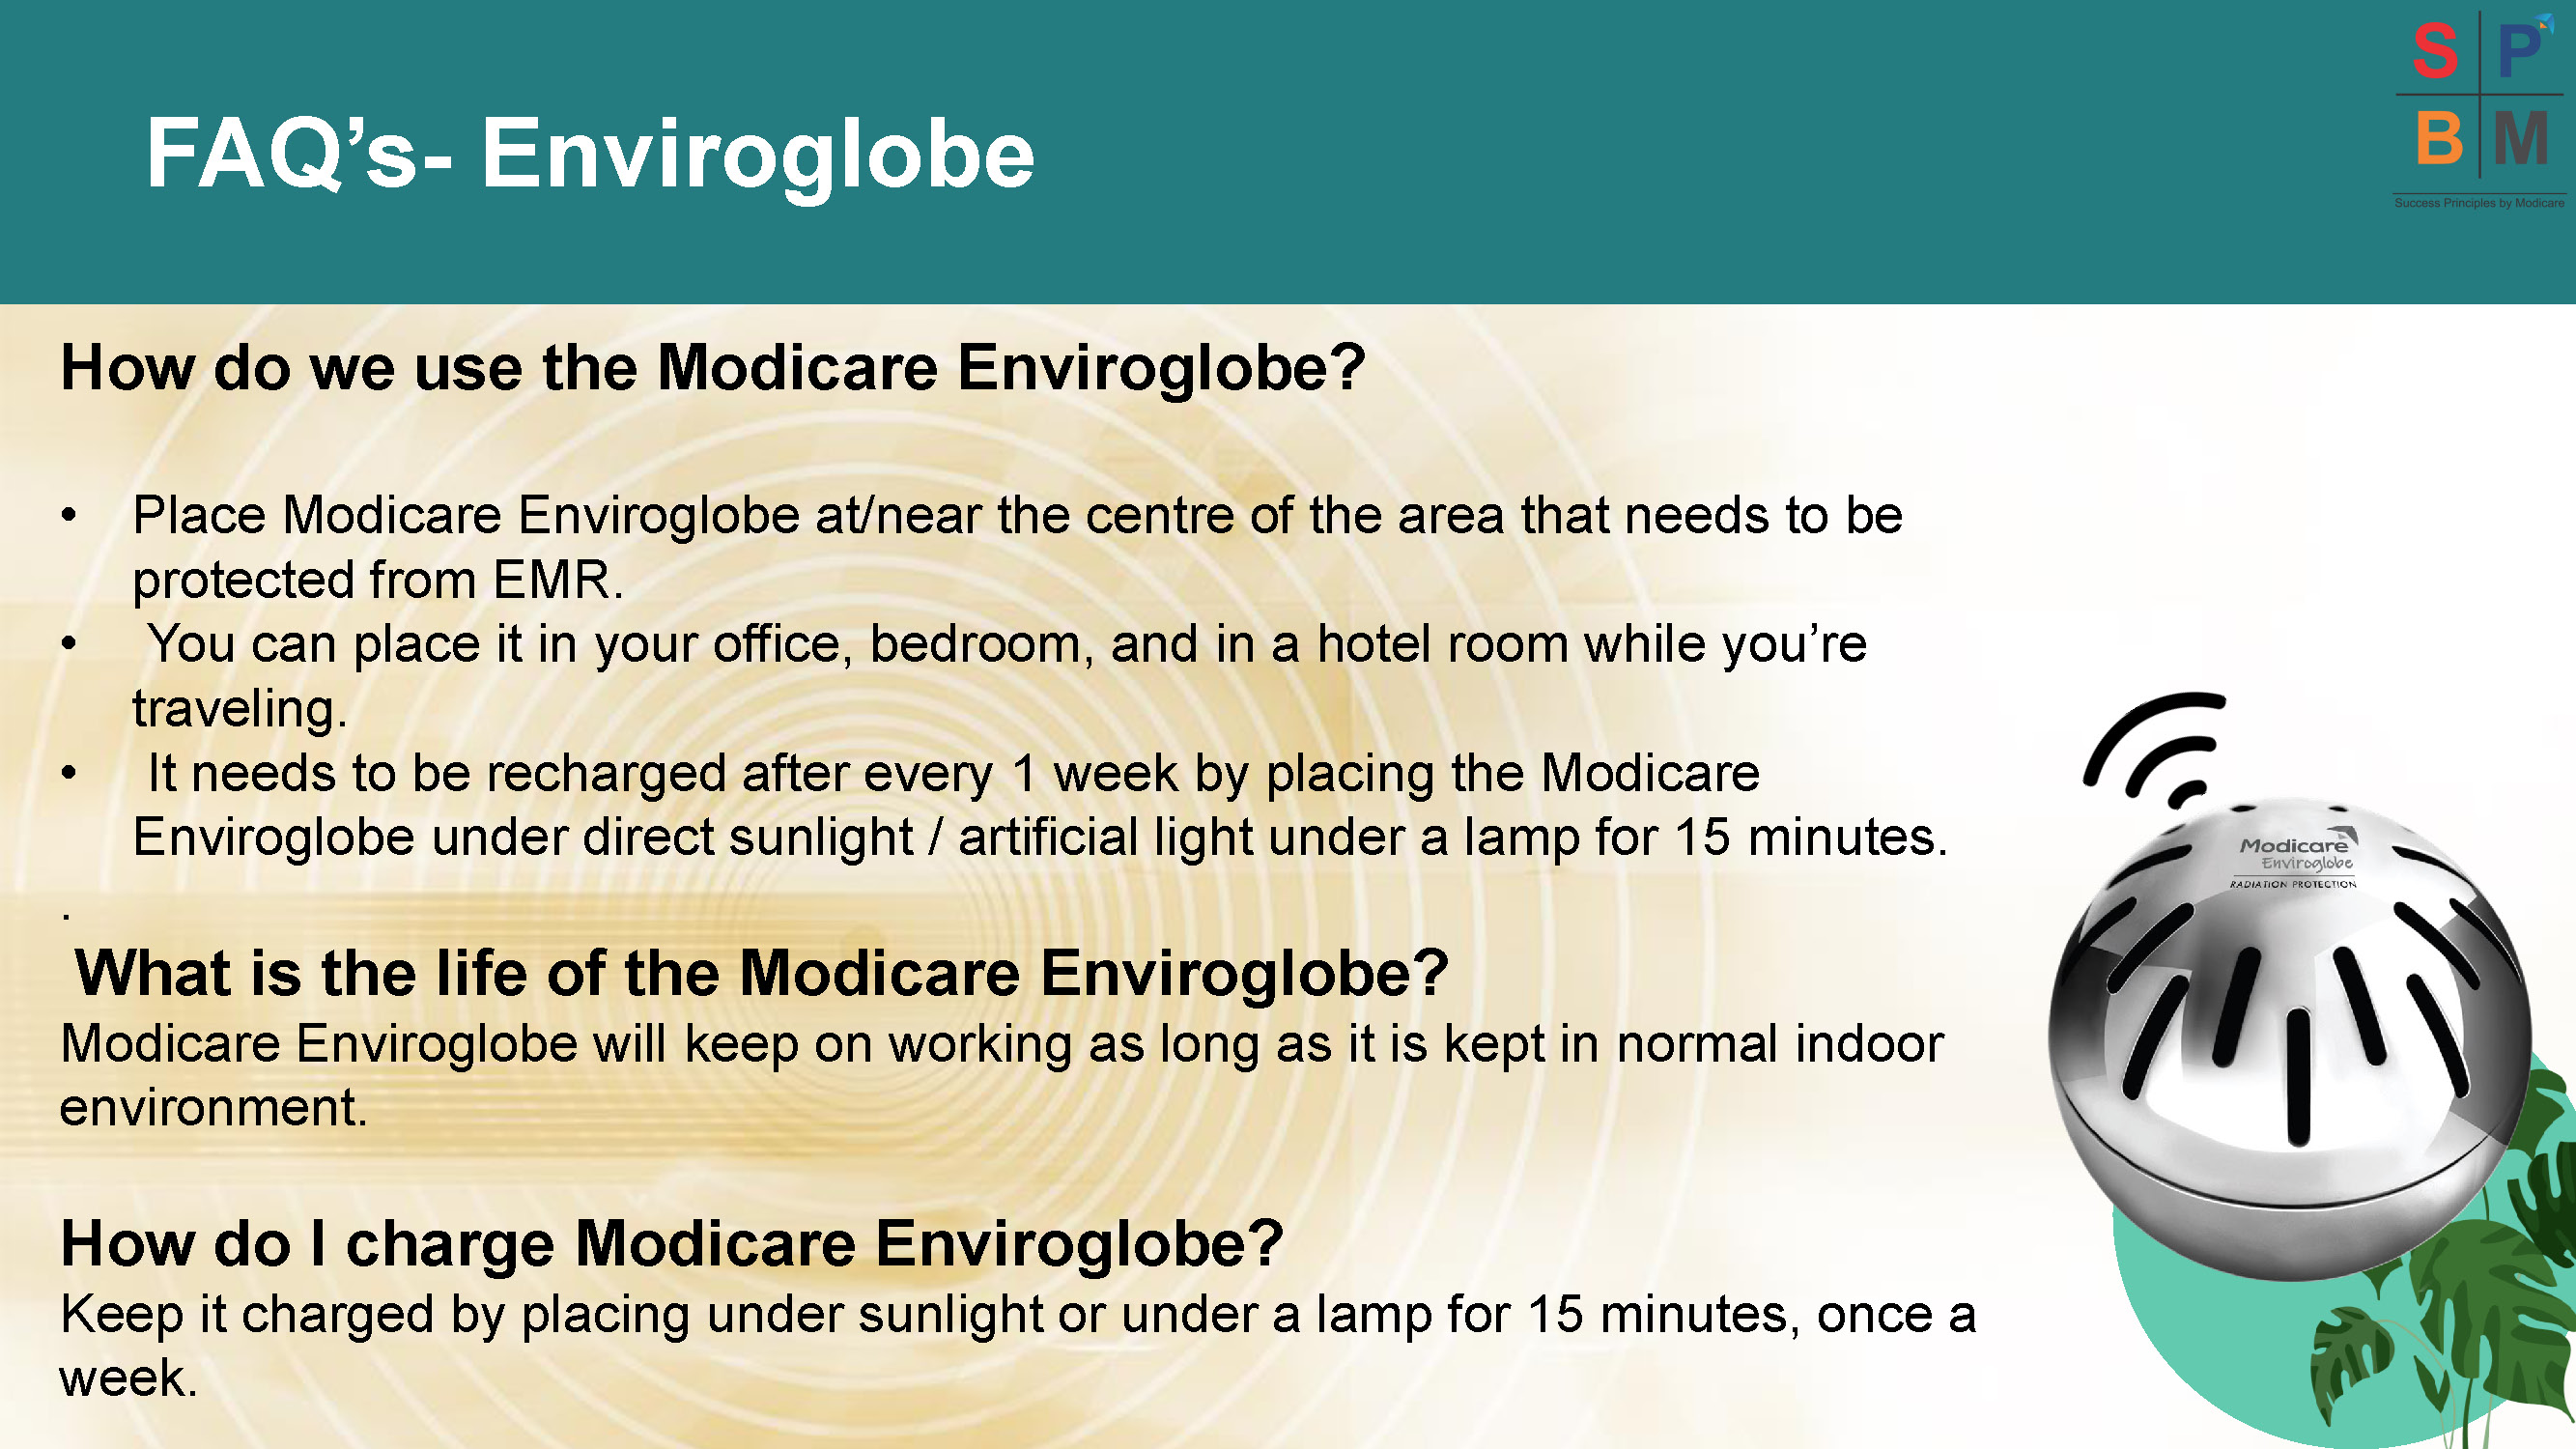 S P
B M
Success Principles by Modicare
FAQ’s- Enviroglobe
How do we use the Modicare Enviroglobe?
• Place Modicare Enviroglobe at/near the centre of the area that needs to be
protected from EMR.
• You can place it in your office, bedroom, and in a hotel room while you’re
traveling.
• It needs to be recharged after every 1 week by placing the Modicare
Enviroglobe under direct sunlight / artificial light under a lamp for 15 minutes.
.
What is the life of the Modicare Enviroglobe?
Modicare Enviroglobe will keep on working as long as it is kept in normal indoor
environment.
How do I charge Modicare Enviroglobe?
Keep it charged by placing under sunlight or under a lamp for 15 minutes, once a
week.
Modicare
Enviroglobe
RADIATION PROTECTION